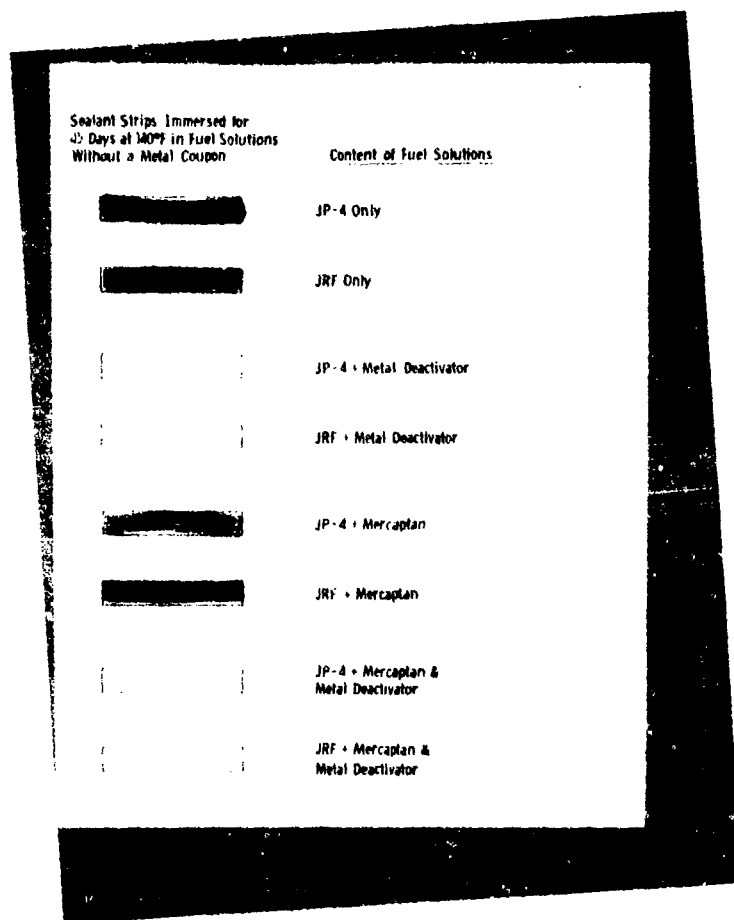 Sealant Strips Immersed for
45 Days at 140°F in Fuel Solutions
Without a Metal Coupon
Content of Fuel Solutions
JP-4 Only
JRF Only
JP-4 + Metal Deactivator
JRF + Metal Deactivator
JP-4 + Mercaptan
JRF + Mercaptan
JP-4 + Mercaptan &
Metal Deactivator
JRF + Mercaptan &
Metal Deactivator